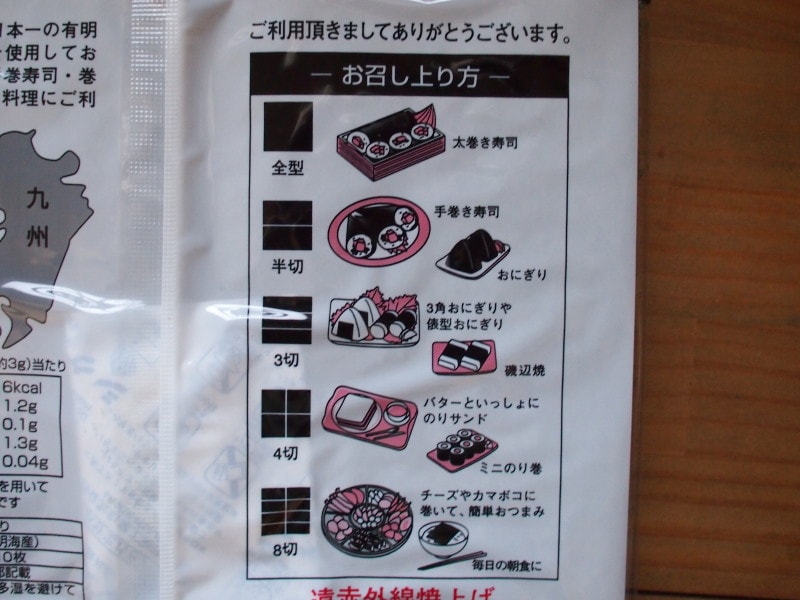 本一の有明
使用してお
巻寿司・巻
料理にご利
九州
約3g)当たり
6kcal
1.2g
0.1g
1.3g
0.04g
を用いて
です
り
明海産)
0枚
部記載
多湿を避けて
ご利用頂きましてありがとうございます。
― お召し上り方 ―
全型
太巻き寿司
半切
手巻き寿司
おにぎり
3切
3角おにぎりや
俵型おにぎり
磯辺焼
4切
バターといっしょに
のりサンド
ミニのり巻
8切
チーズやカマボコに
巻いて、簡単おつまみ
毎日の朝食に
遠赤外線焼上げ